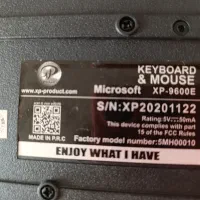 www.xp-product.com
KEYBOARD
& MOUSE
Microsoft XP-9600E
S/N:XP20201122
Rating:5V⎓50mA
This device complies with part
15 of the FCC Rules
Factory model number:5MH00010
MADE IN P.R.C
ENJOY WHAT I HAVE